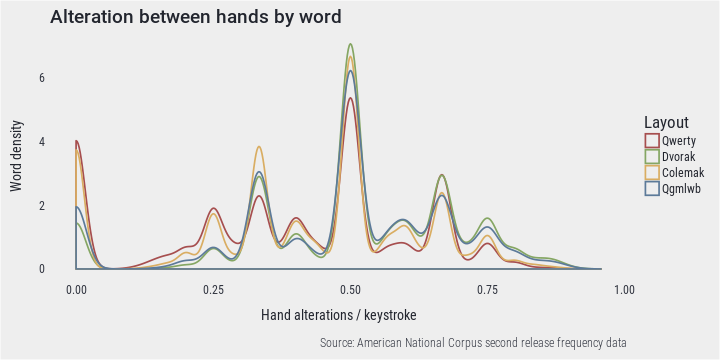 Alteration between hands by word
Word density
6
4
2
0
0.00 0.25 0.50 0.75 1.00
Hand alterations / keystroke
Layout
Qwerty
Dvorak
Colemak
Qgmlwb
Source: American National Corpus second release frequency data